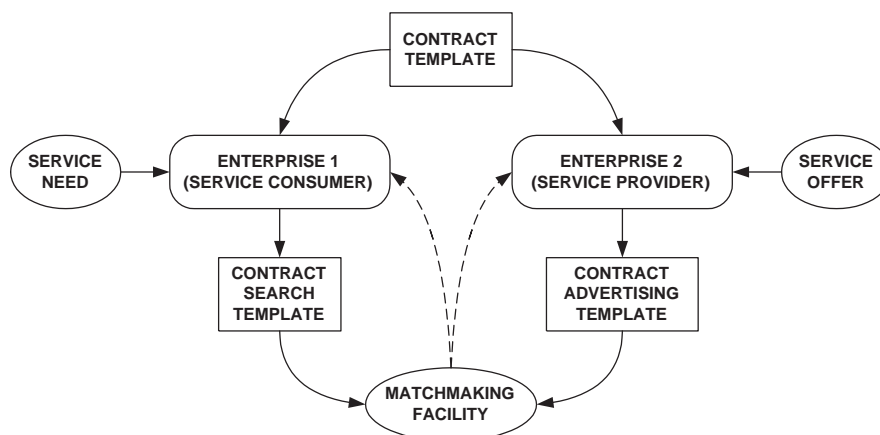 CONTRACT
TEMPLATE
SERVICE
NEED
ENTERPRISE 1
(SERVICE CONSUMER)
ENTERPRISE 2
(SERVICE PROVIDER)
SERVICE
OFFER
CONTRACT
SEARCH
TEMPLATE
CONTRACT
ADVERTISING
TEMPLATE
MATCHMAKING
FACILITY